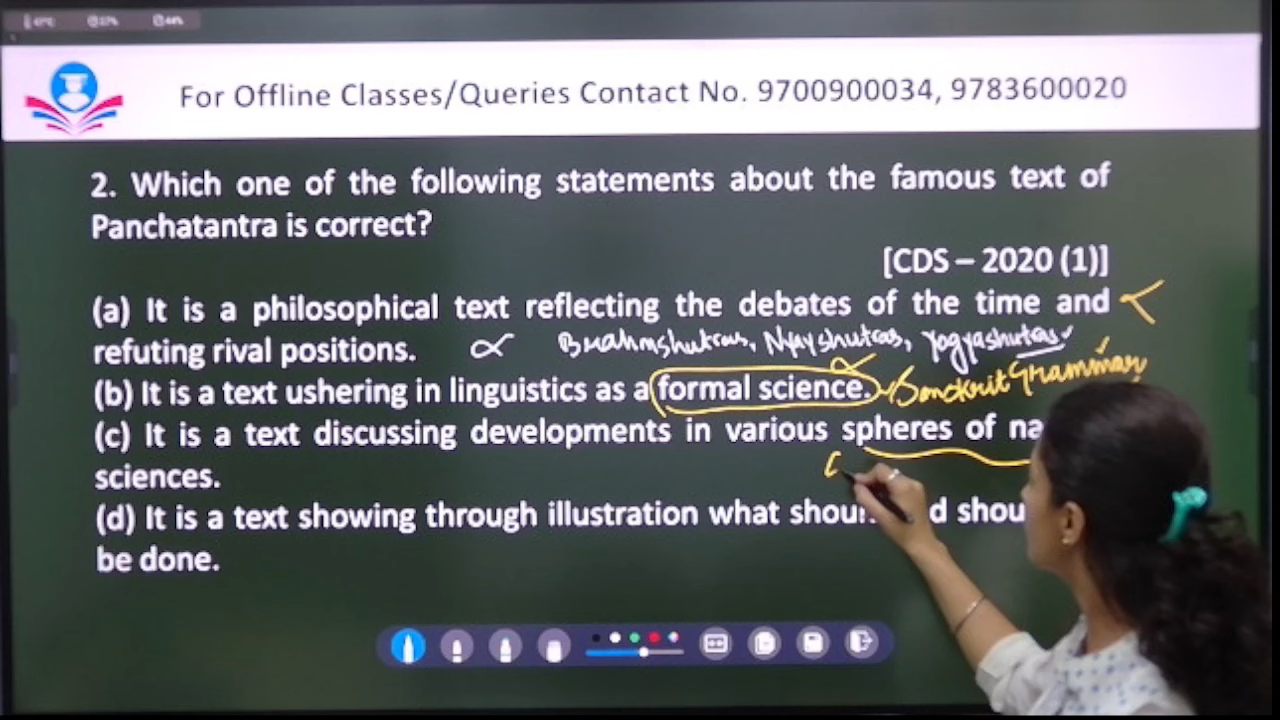 For Offline Classes/Queries Contact No. 9700900034, 9783600020
2. Which one of the following statements about the famous text of
Panchatantra is correct?
[CDS – 2020 (1)]
(a) It is a philosophical text reflecting the debates of the time and
refuting rival positions. Brahmshutras, Nyayshutras, Yogyashutras
(b) It is a text ushering in linguistics as a formal science. Sanskrit Grammar
(c) It is a text discussing developments in various spheres of
sciences.
(d) It is a text showing through illustration what
be done.